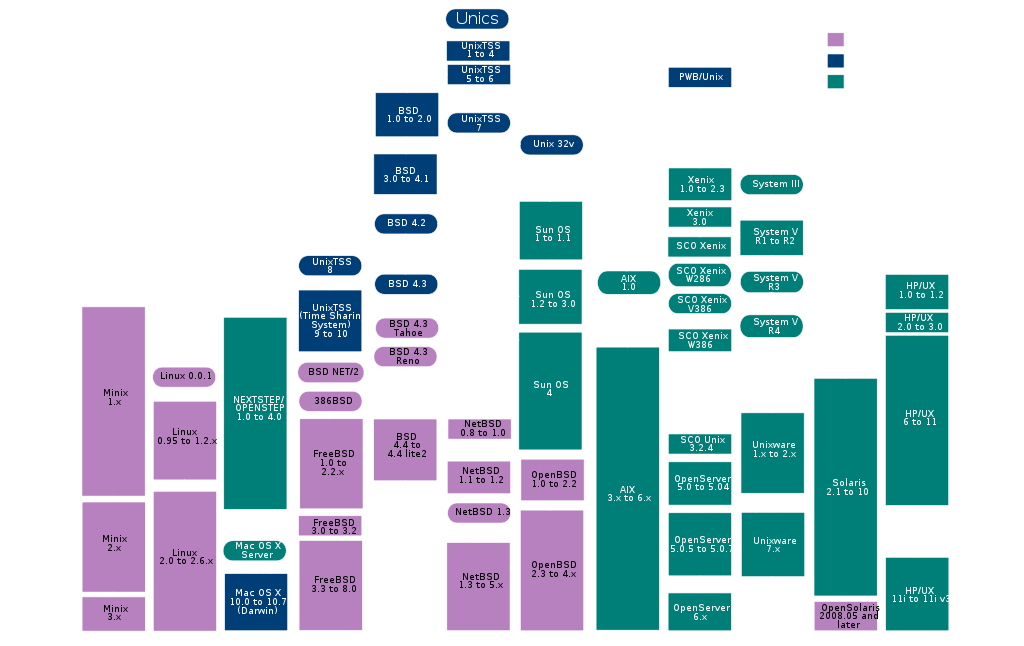 Unics
UnixTSS
1 to 4
UnixTSS
5 to 6
PWB/Unix
BSD
1.0 to 2.0
UnixTSS
7
Unix 32v
BSD
3.0 to 4.1
Xenix
1.0 to 2.3
System III
Xenix
3.0
BSD 4.2
Sun OS
1 to 1.1
SCO Xenix
System V
R1 to R2
UnixTSS
8
BSD 4.3
Sun OS
1.2 to 3.0
AIX
1.0
SCO Xenix
W286
System V
R3
HP/UX
1.0 to 1.2
SCO Xenix
V386
UnixTSS
(Time Sharin
System)
9 to 10
BSD 4.3
Tahoe
SCO Xenix
W386
System V
R4
HP/UX
2.0 to 3.0
BSD 4.3
Reno
Minix
1.x
Linux 0.0.1
NEXTSTEP/
OPENSTEP
1.0 to 4.0
BSD NET/2
386BSD
Sun OS
4
HP/UX
6 to 11
Linux
0.95 to 1.2.x
FreeBSD
1.0 to
2.2.x
BSD
4.4 to
4.4 lite2
NetBSD
0.8 to 1.0
SCO Unix
3.2.4
Unixware
1.x to 2.x
NetBSD
1.1 to 1.2
OpenBSD
1.0 to 2.2
AIX
3.x to 6.x
OpenServer
5.0 to 5.04
Solaris
2.1 to 10
NetBSD 1.3
Minix
2.x
Linux
2.0 to 2.6.x
Mac OS X
Server
FreeBSD
3.0 to 3.2
OpenBSD
2.3 to 4.x
OpenServer
5.0.5 to 5.0.7
Unixware
7.x
Minix
3.x
Mac OS X
10.0 to 10.7
(Darwin)
FreeBSD
3.3 to 8.0
NetBSD
1.3 to 5.x
OpenServer
6.x
OpenSolaris
2008.05 and
later
HP/UX
11i to 11i v3